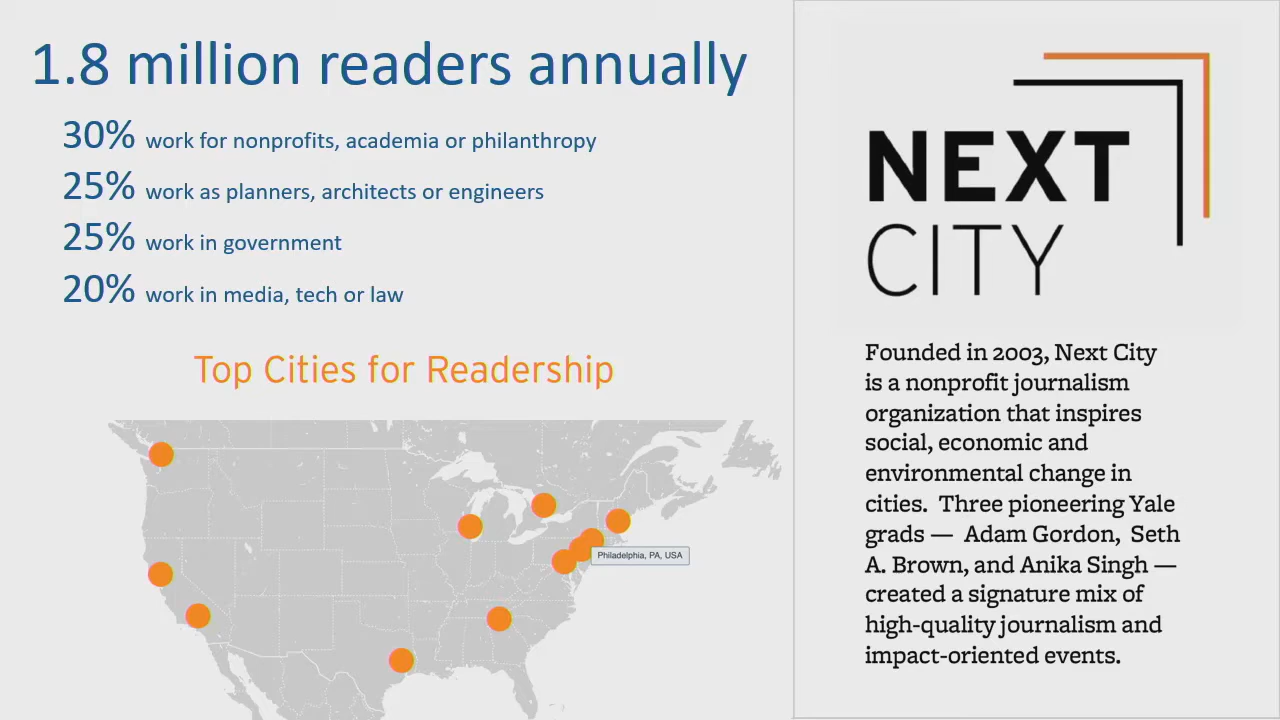 1.8 million readers annually
30% work for nonprofits, academia or philanthropy
25% work as planners, architects or engineers
25% work in government
20% work in media, tech or law
Top Cities for Readership
Philadelphia, PA, USA
NEXT
CITY
Founded in 2003, Next City
is a nonprofit journalism
organization that inspires
social, economic and
environmental change in
cities.  Three pioneering Yale
grads —  Adam Gordon,  Seth
A. Brown, and Anika Singh —
created a signature mix of
high-quality journalism and
impact-oriented events.